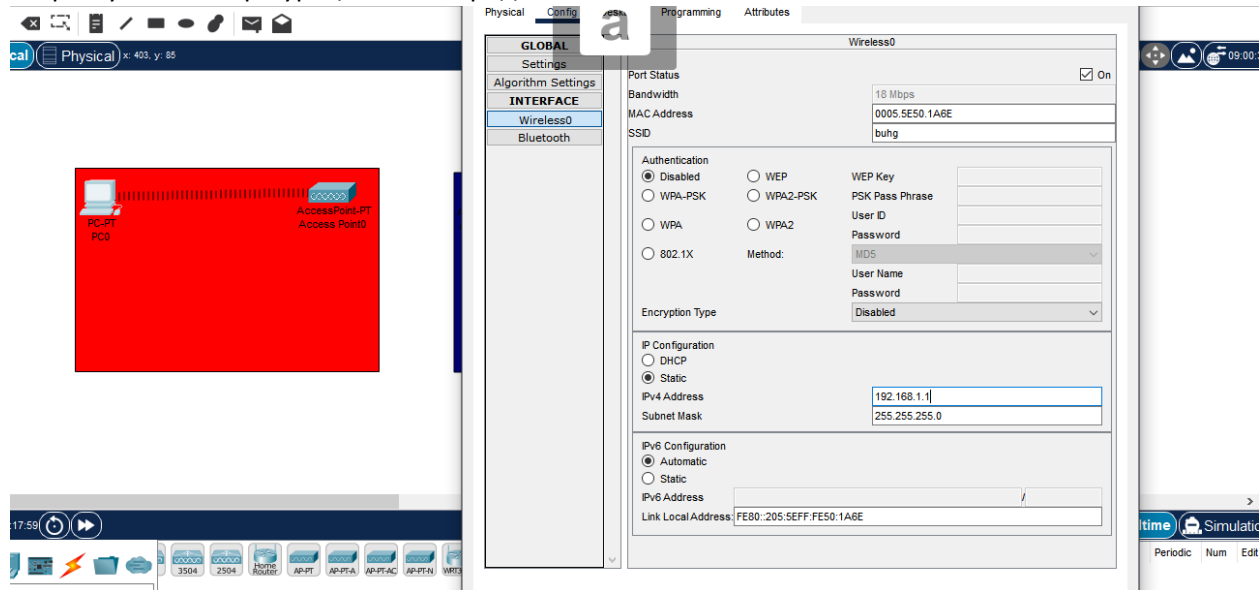 Physical Config Programming Attributes
a
Physical x: 403, y: 85
09:00:
GLOBAL
Settings
Algorithm Settings
INTERFACE
Wireless0
Bluetooth
Wireless0
Port Status On
Bandwidth 18 Mbps
MAC Address 0005.5E50.1A6E
SSID buhg
Authentication
Disabled WEP WEP Key
WPA-PSK WPA2-PSK PSK Pass Phrase
User ID
WPA WPA2
Password
802.1X Method: MD5
User Name
Password
Encryption Type Disabled
IP Configuration
DHCP
Static
IPv4 Address 192.168.1.1
Subnet Mask 255.255.255.0
IPv6 Configuration
Automatic
Static
IPv6 Address /
Link Local Address: FE80::205:5EFF:FE50:1A6E
PC-PT
PC0
AccessPoint-PT
Access Point0
:17:59
ltime Simulatio
Periodic Num Edit
3504 2504 Home Router AP-PT AP-PT-A AP-PT-AC AP-PT-N WRT3